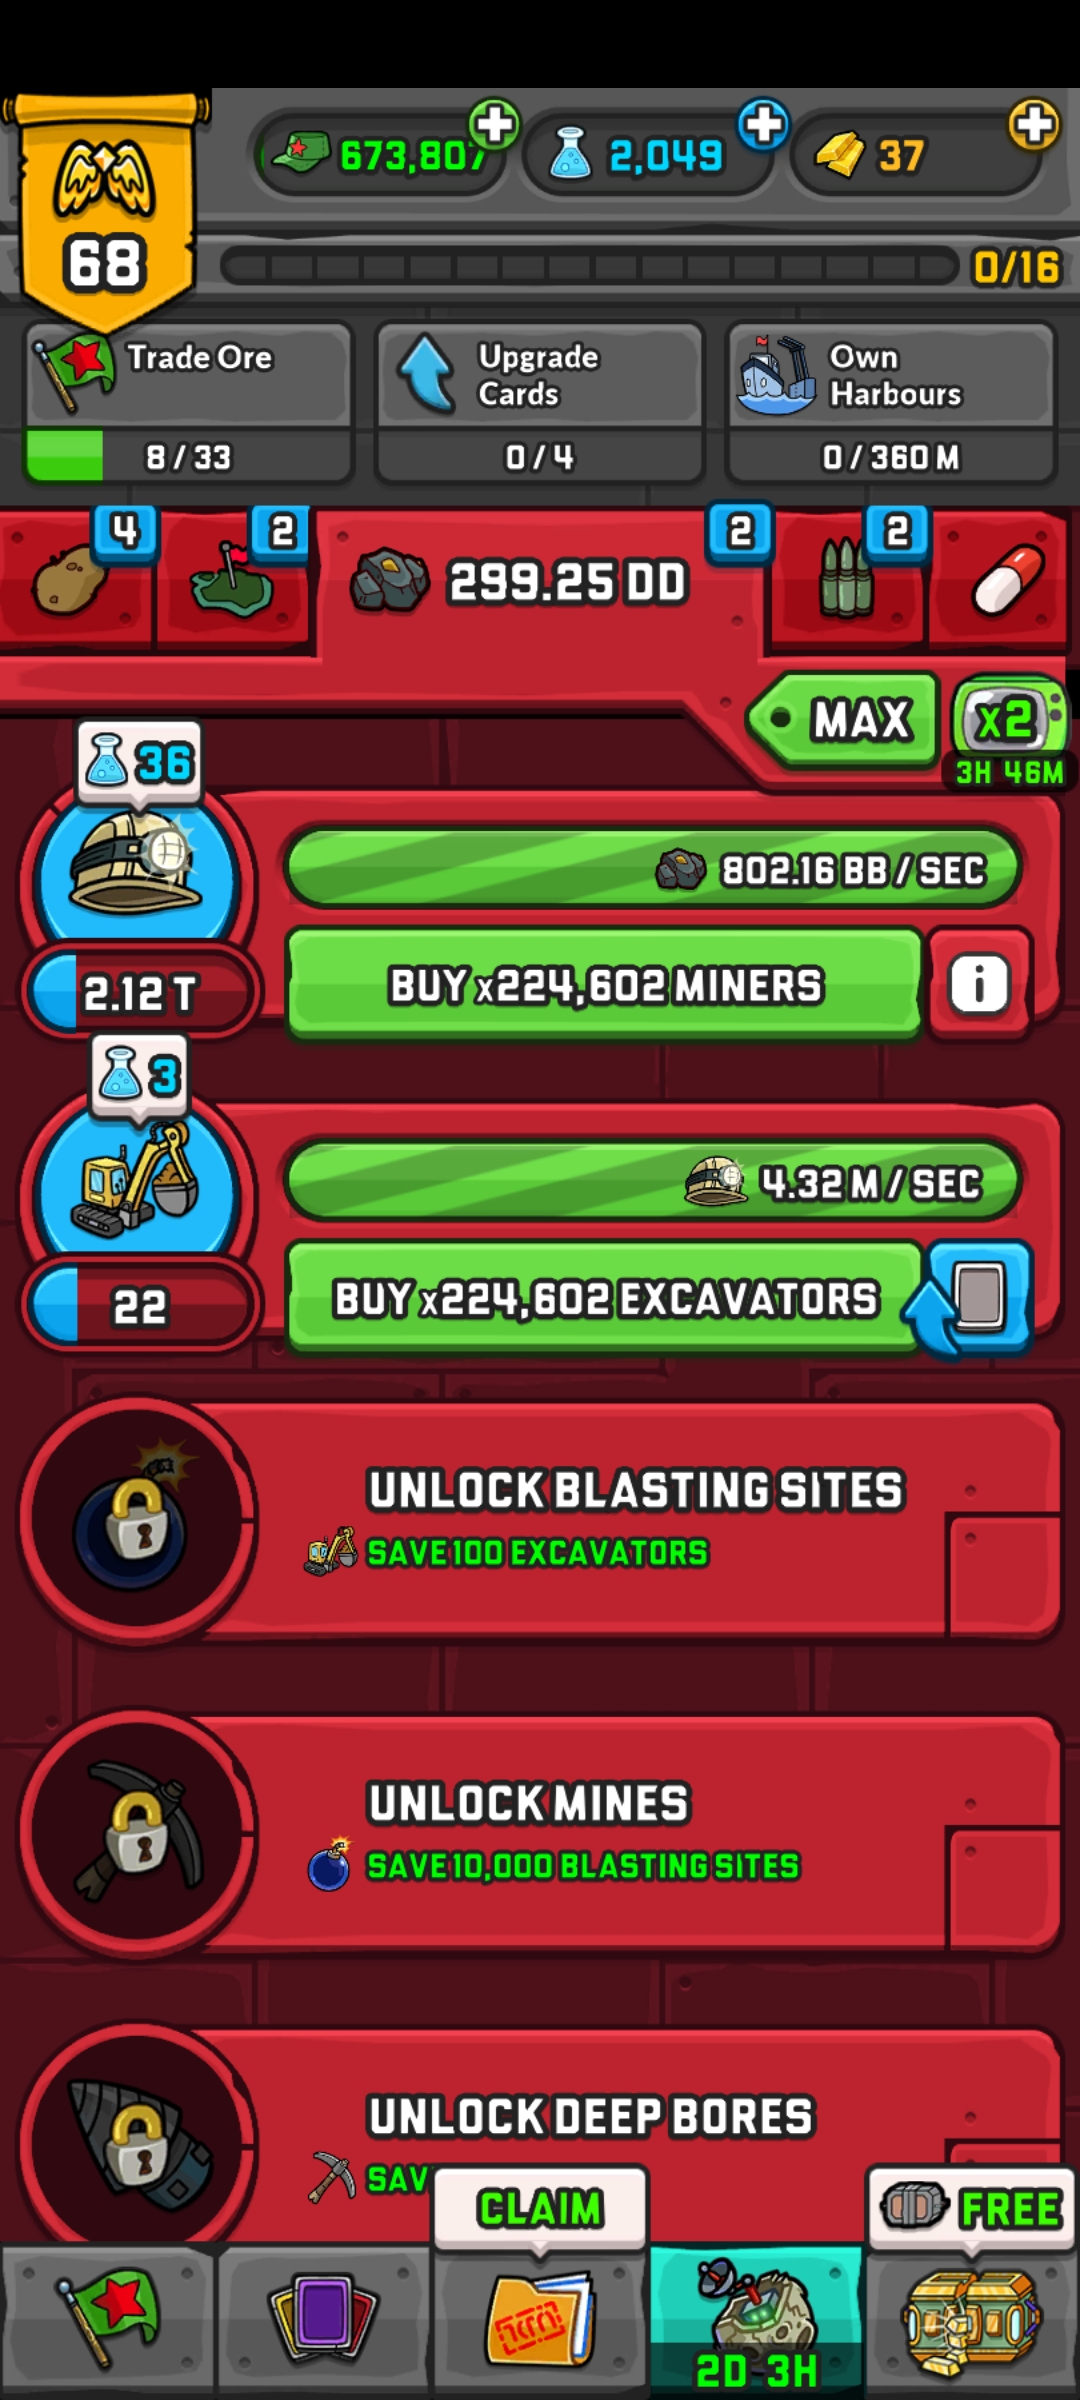 673,807
2,049
37
68
0/16
Trade Ore
8/33
Upgrade
Cards
0/4
Own
Harbours
0/360 M
4
2
299.25 DD
2
2
MAX
x2
3H 46M
36
802.16 BB/SEC
2.12 T
BUY x224,602 MINERS
i
3
4.32 M/SEC
22
BUY x224,602 EXCAVATORS
UNLOCK BLASTING SITES
SAVE 100 EXCAVATORS
UNLOCK MINES
SAVE 10,000 BLASTING SITES
UNLOCK DEEP BORES
CLAIM
FREE
2D 3H